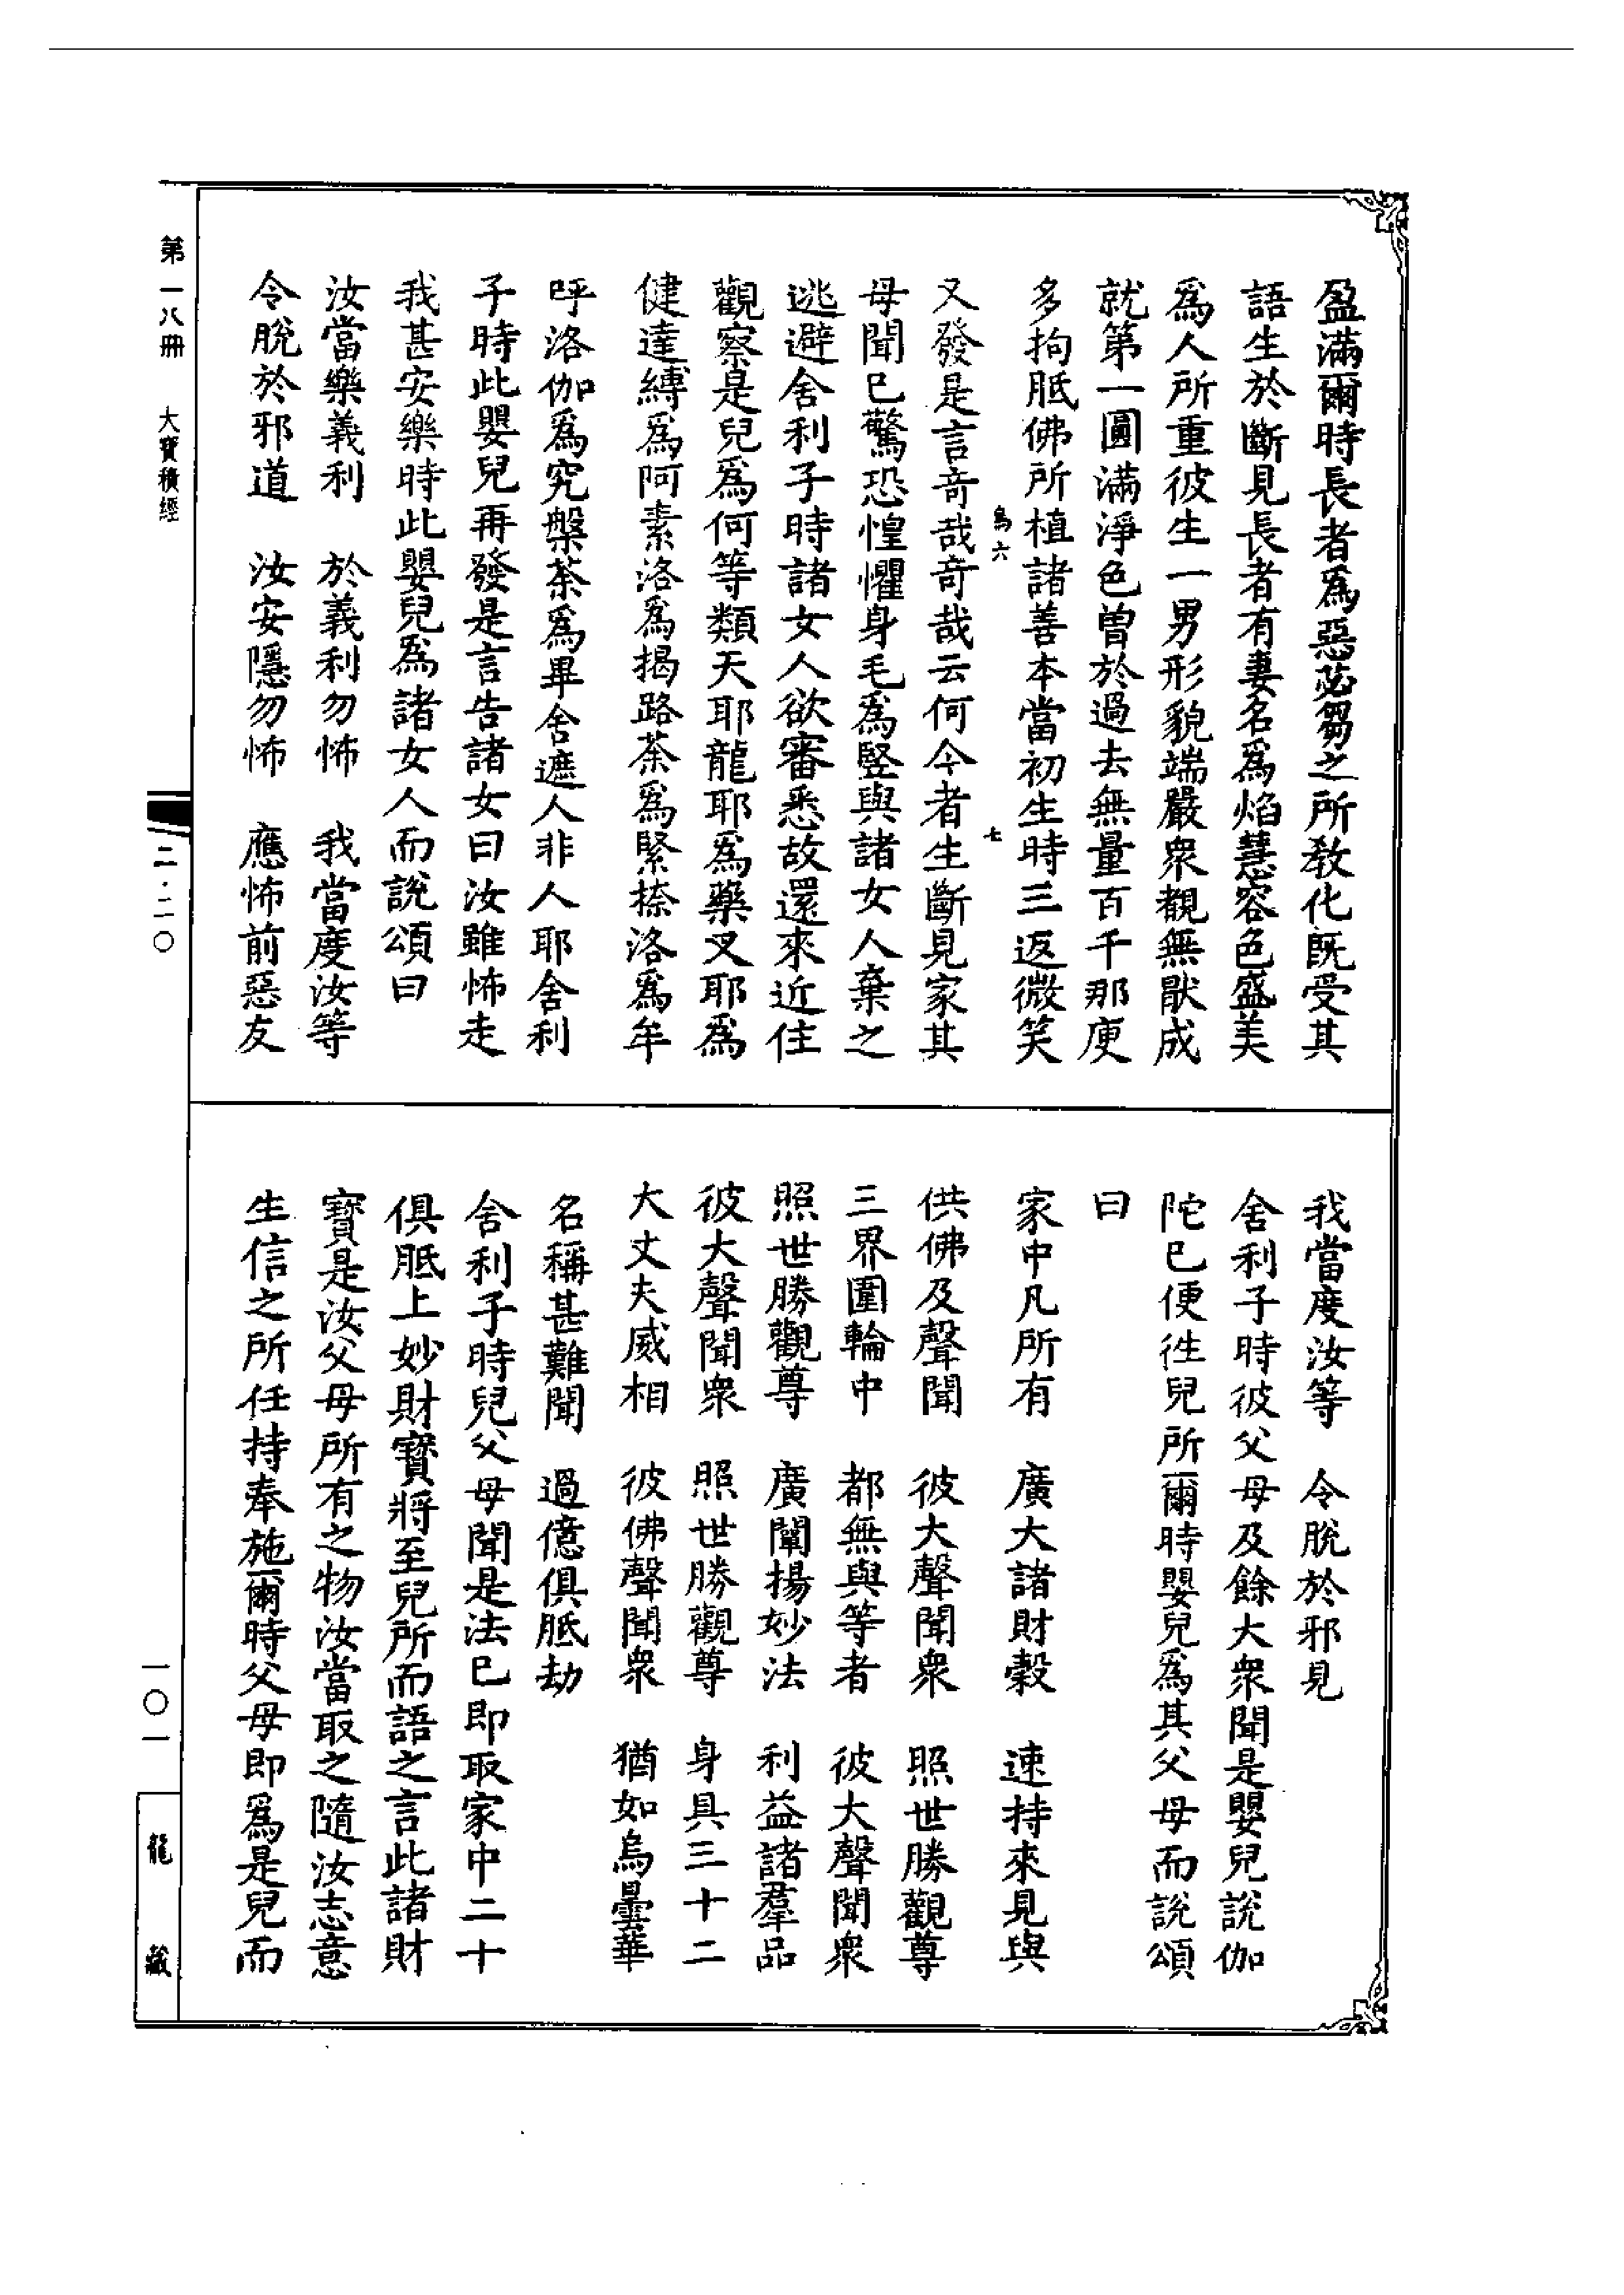 盈滿爾時長者爲惡苾芻之所教化旣受其
語生於斷見長者有妻名爲焰慧容色盛美
爲人所重彼生一男形貌端嚴衆覩無猒成
就第一圓滿淨色曾於過去無量百千那庾
多拘胝佛所植諸善本當初生時三返微笑
鳥六 七
又發是言奇哉奇哉云何今者生斷見家其
母聞已驚恐惶懼身毛爲竪與諸女人棄之
逃避舍利子時諸女人欲審悉故還來近住
觀察是兒爲何等類天耶龍耶爲藥叉耶爲
健達縛爲阿素洛爲揭路荼爲緊捺洛爲牟
呼洛伽爲究槃荼爲畢舍遮人非人耶舍利
子時此嬰兒再發是言告諸女曰汝雖怖走
我甚安樂時此嬰兒爲諸女人而說頌曰
汝當樂義利 於義利勿怖 我當度汝等
令脫於邪道 汝安隱勿怖 應怖前惡友
我當度汝等 令脫於邪見
舍利子時彼父母及餘大衆聞是嬰兒說伽
陀已便徃兒所爾時嬰兒爲其父母而說頌
曰
家中凡所有 廣大諸財穀 速持來見與
供佛及聲聞 彼大聲聞衆 照世勝觀尊
三界圍輪中 都無與等者 彼大聲聞衆
照世勝觀尊 廣闡揚妙法 利益諸羣品
彼大聲聞衆 照世勝觀尊 身具三十二
大丈夫威相 彼佛聲聞衆 猶如烏曇華
名稱甚難聞 過億俱胝劫
舍利子時兒父母聞是法已即取家中二十
俱胝上妙財寶將至兒所而語之言此諸財
寶是汝父母所有之物汝當取之隨汝志意
生信之所任持奉施爾時父母即爲是兒而
第一八冊 大寶積經
二·二〇
一〇一
龍藏